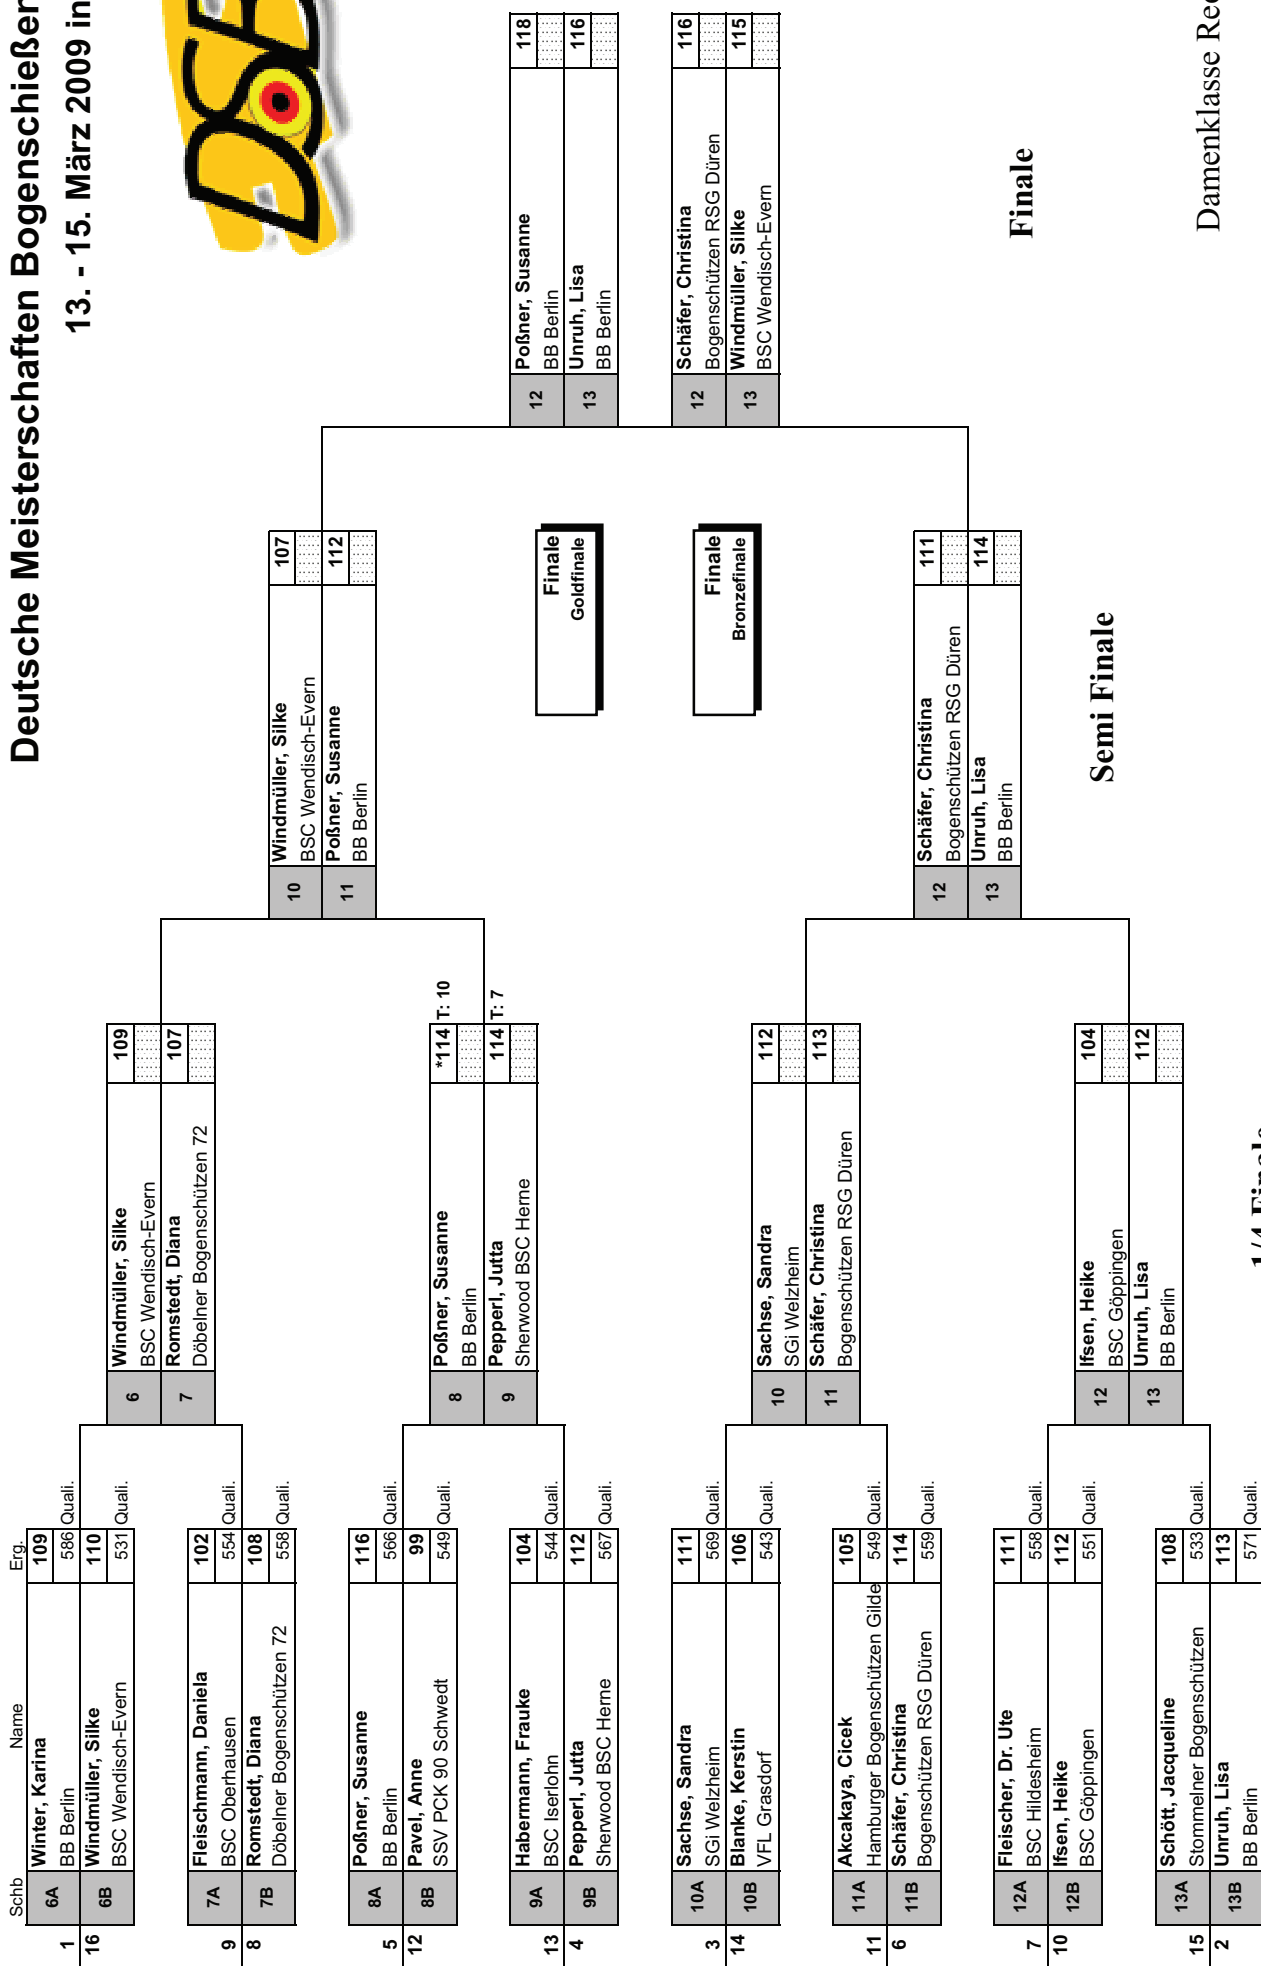 Deutsche Meisterschaften Bogenschießen
13. - 15. März 2009 in
DSB
Schb Name Erg.
1 6A Winter, Karina 109
BB Berlin 586 Quali.
16 6B Windmüller, Silke 110
BSC Wendisch-Evern 531 Quali.
9 7A Fleischmann, Daniela 102
BSC Oberhausen 554 Quali.
8 7B Romstedt, Diana 108
Döbelner Bogenschützen 72 558 Quali.
5 8A Poßner, Susanne 116
BB Berlin 566 Quali.
12 8B Pavel, Anne 99
SSV PCK 90 Schwedt 549 Quali.
13 9A Habermann, Frauke 104
BSC Iserlohn 544 Quali.
4 9B Pepperl, Jutta 112
Sherwood BSC Herne 567 Quali.
3 10A Sachse, Sandra 111
SGi Welzheim 569 Quali.
14 10B Blanke, Kerstin 106
VFL Grasdorf 543 Quali.
11 11A Akcakaya, Cicek 105
Hamburger Bogenschützen Gilde 549 Quali.
6 11B Schäfer, Christina 114
Bogenschützen RSG Düren 559 Quali.
7 12A Fleischer, Dr. Ute 111
BSC Hildesheim 558 Quali.
10 12B Ifsen, Heike 112
BSC Göppingen 551 Quali.
15 13A Schött, Jacqueline 108
Stommelner Bogenschützen 533 Quali.
2 13B Unruh, Lisa 113
BB Berlin 571 Quali.
6 Windmüller, Silke 109
BSC Wendisch-Evern
7 Romstedt, Diana 107
Döbelner Bogenschützen 72
8 Poßner, Susanne *114 T: 10
BB Berlin
9 Pepperl, Jutta 114 T: 7
Sherwood BSC Herne
10 Sachse, Sandra 112
SGi Welzheim
11 Schäfer, Christina 113
Bogenschützen RSG Düren
12 Ifsen, Heike 104
BSC Göppingen
13 Unruh, Lisa 112
BB Berlin
1/4 Finale
10 Windmüller, Silke 107
BSC Wendisch-Evern
11 Poßner, Susanne 112
BB Berlin
Finale
Goldfinale
Finale
Bronzefinale
12 Schäfer, Christina 111
Bogenschützen RSG Düren
13 Unruh, Lisa 114
BB Berlin
Semi Finale
12 Poßner, Susanne 118
BB Berlin
13 Unruh, Lisa 116
BB Berlin
12 Schäfer, Christina 116
Bogenschützen RSG Düren
13 Windmüller, Silke 115
BSC Wendisch-Evern
Finale
Damenklasse